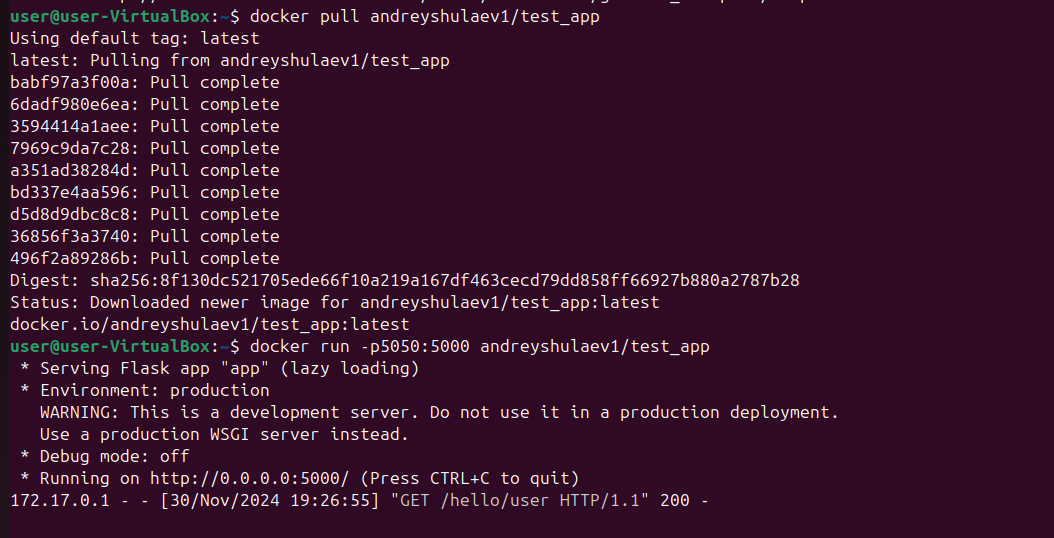 user@user-VirtualBox:~$ docker pull andreyshulaev1/test_app
Using default tag: latest
latest: Pulling from andreyshulaev1/test_app
babf97a3f00a: Pull complete
6dadf980e6ea: Pull complete
3594414a1aee: Pull complete
7969c9da7c28: Pull complete
a351ad38284d: Pull complete
bd337e4aa596: Pull complete
d5d8d9dbc8c8: Pull complete
36856f3a3740: Pull complete
496f2a89286b: Pull complete
Digest: sha256:8f130dc521705ede66f10a219a167df463cecd79dd858ff66927b880a2787b28
Status: Downloaded newer image for andreyshulaev1/test_app:latest
docker.io/andreyshulaev1/test_app:latest
user@user-VirtualBox:~$ docker run -p5050:5000 andreyshulaev1/test_app
 * Serving Flask app "app" (lazy loading)
 * Environment: production
   WARNING: This is a development server. Do not use it in a production deployment.
   Use a production WSGI server instead.
 * Debug mode: off
 * Running on http://0.0.0.0:5000/ (Press CTRL+C to quit)
172.17.0.1 - - [30/Nov/2024 19:26:55] "GET /hello/user HTTP/1.1" 200 -